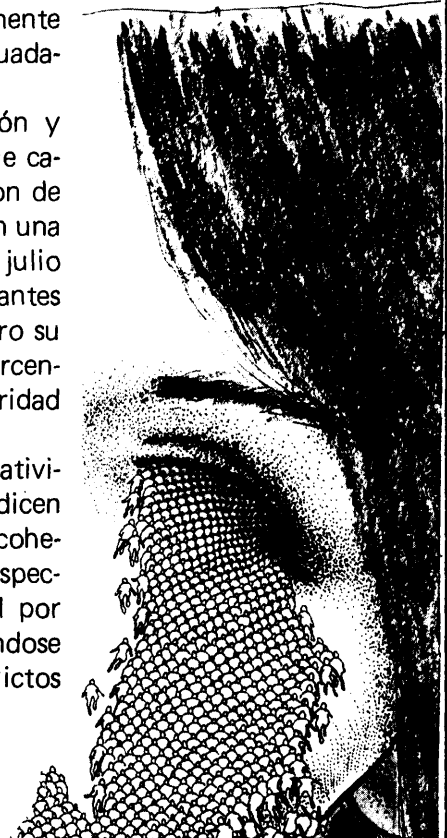 mente
uada-
ón y
e ca-
on de
n una
julio
antes
ro su
rcen-
ridad
ativi-
dicen
cohe-
spec-
l por
ndose
ictos